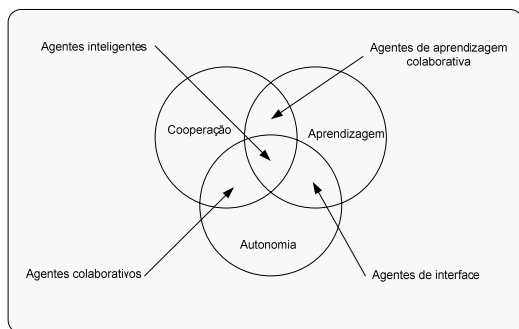 Agentes inteligentes
Agentes de aprendizagem
colaborativa
Cooperação
Aprendizagem
Autonomia
Agentes colaborativos
Agentes de interface